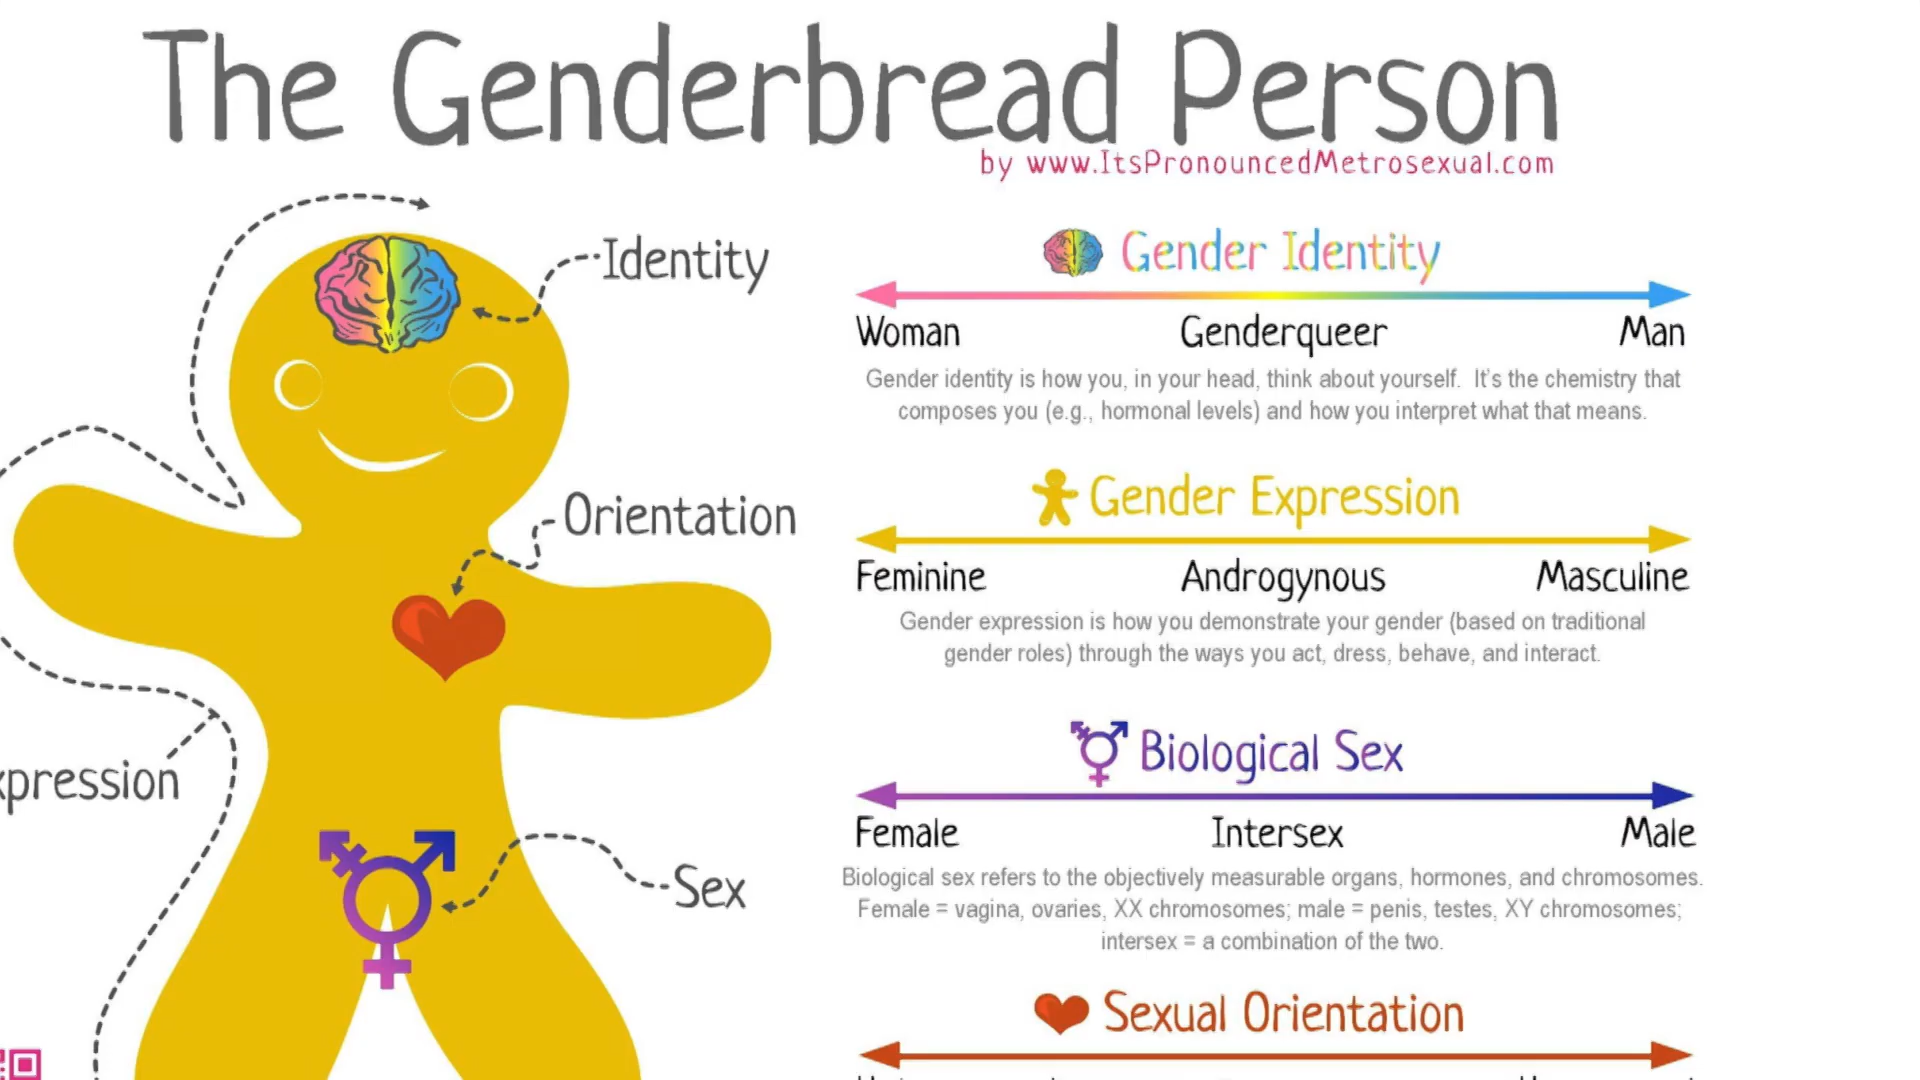 The Genderbread Person
by www.ItsPronouncedMetrosexual.com
Identity
Orientation
xpression
Sex
Gender Identity
Woman Genderqueer Man
Gender identity is how you, in your head, think about yourself. It's the chemistry that
composes you (e.g., hormonal levels) and how you interpret what that means.
Gender Expression
Feminine Androgynous Masculine
Gender expression is how you demonstrate your gender (based on traditional
gender roles) through the ways you act, dress, behave, and interact.
Biological Sex
Female Intersex Male
Biological sex refers to the objectively measurable organs, hormones, and chromosomes.
Female = vagina, ovaries, XX chromosomes; male = penis, testes, XY chromosomes;
intersex = a combination of the two.
Sexual Orientation